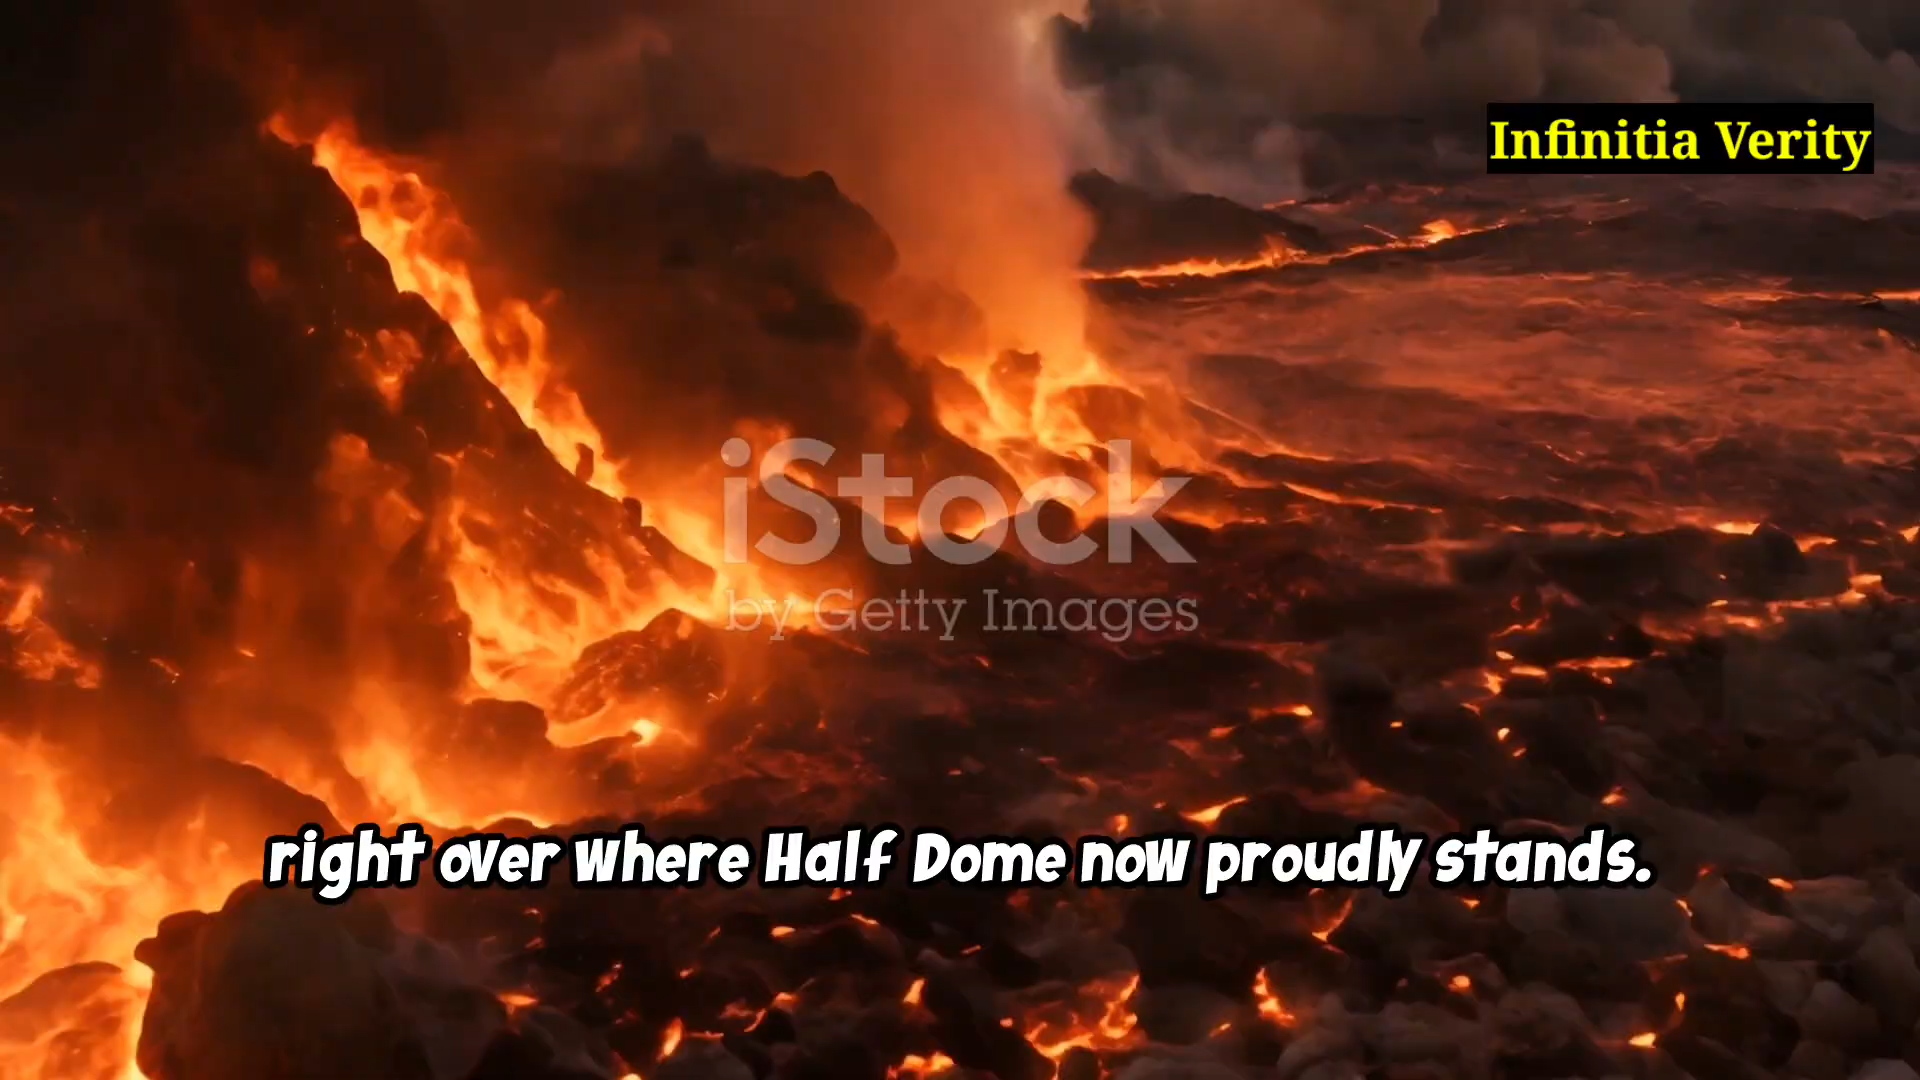 Infinitia Verity
iStock
by Getty Images
right over where Half Dome now proudly stands.